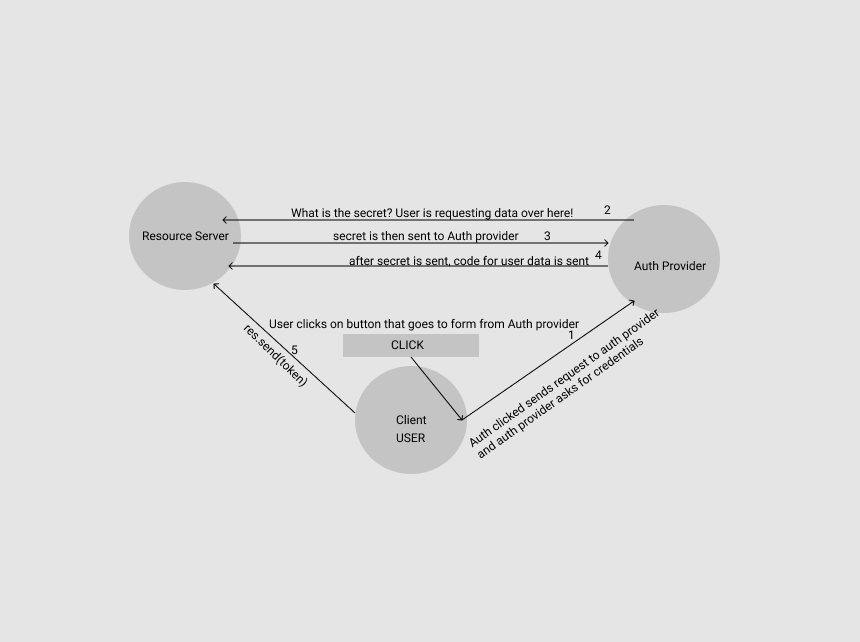 What is the secret? User is requesting data over here!
2
Resource Server
secret is then sent to Auth provider
3
after secret is sent, code for user data is sent
4
Auth Provider
User clicks on button that goes to form from Auth provider
1
CLICK
5
res.send(token)
Auth clicked sends request to auth provider
and auth provider asks for credentials
Client
USER